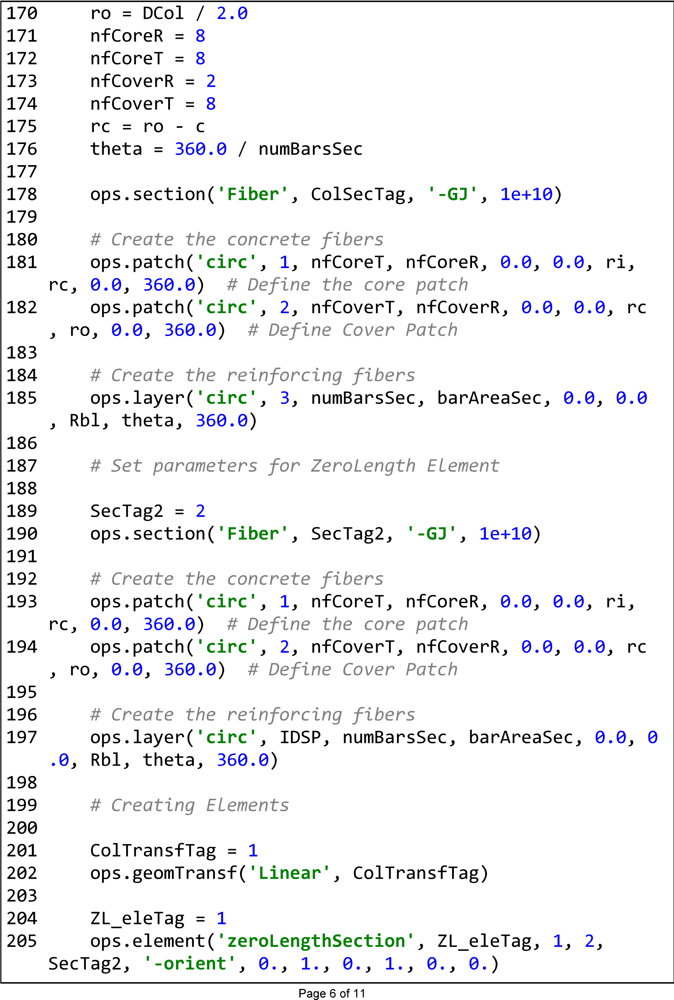 170     ro = DCol / 2.0
171     nfCoreR = 8
172     nfCoreT = 8
173     nfCoverR = 2
174     nfCoverT = 8
175     rc = ro - c
176     theta = 360.0 / numBarsSec
177
178     ops.section('Fiber', ColSecTag, '-GJ', 1e+10)
179
180     # Create the concrete fibers
181     ops.patch('circ', 1, nfCoreT, nfCoreR, 0.0, 0.0, ri,
rc, 0.0, 360.0)  # Define the core patch
182     ops.patch('circ', 2, nfCoverT, nfCoverR, 0.0, 0.0, rc
, ro, 0.0, 360.0)  # Define Cover Patch
183
184     # Create the reinforcing fibers
185     ops.layer('circ', 3, numBarsSec, barAreaSec, 0.0, 0.0
, Rbl, theta, 360.0)
186
187     # Set parameters for ZeroLength Element
188
189     SecTag2 = 2
190     ops.section('Fiber', SecTag2, '-GJ', 1e+10)
191
192     # Create the concrete fibers
193     ops.patch('circ', 1, nfCoreT, nfCoreR, 0.0, 0.0, ri,
rc, 0.0, 360.0)  # Define the core patch
194     ops.patch('circ', 2, nfCoverT, nfCoverR, 0.0, 0.0, rc
, ro, 0.0, 360.0)  # Define Cover Patch
195
196     # Create the reinforcing fibers
197     ops.layer('circ', IDSP, numBarsSec, barAreaSec, 0.0, 0
.0, Rbl, theta, 360.0)
198
199     # Creating Elements
200
201     ColTransfTag = 1
202     ops.geomTransf('Linear', ColTransfTag)
203
204     ZL_eleTag = 1
205     ops.element('zeroLengthSection', ZL_eleTag, 1, 2,
SecTag2, '-orient', 0., 1., 0., 1., 0., 0.)
Page 6 of 11